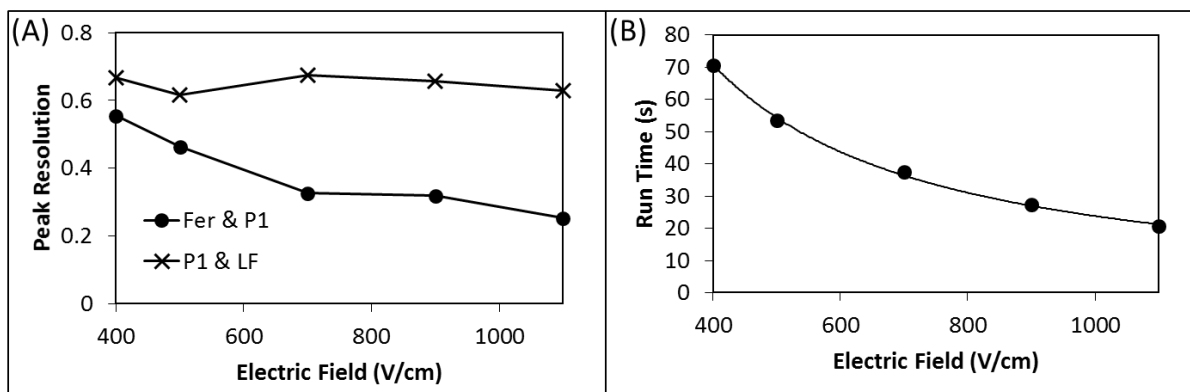 (A)
0.8
0.6
0.4
0.2
0
Peak Resolution
Fer & P1
P1 & LF
400 600 800 1000
Electric Field (V/cm)
(B)
80
70
60
50
40
30
20
10
0
Run Time (s)
400 600 800 1000
Electric Field (V/cm)